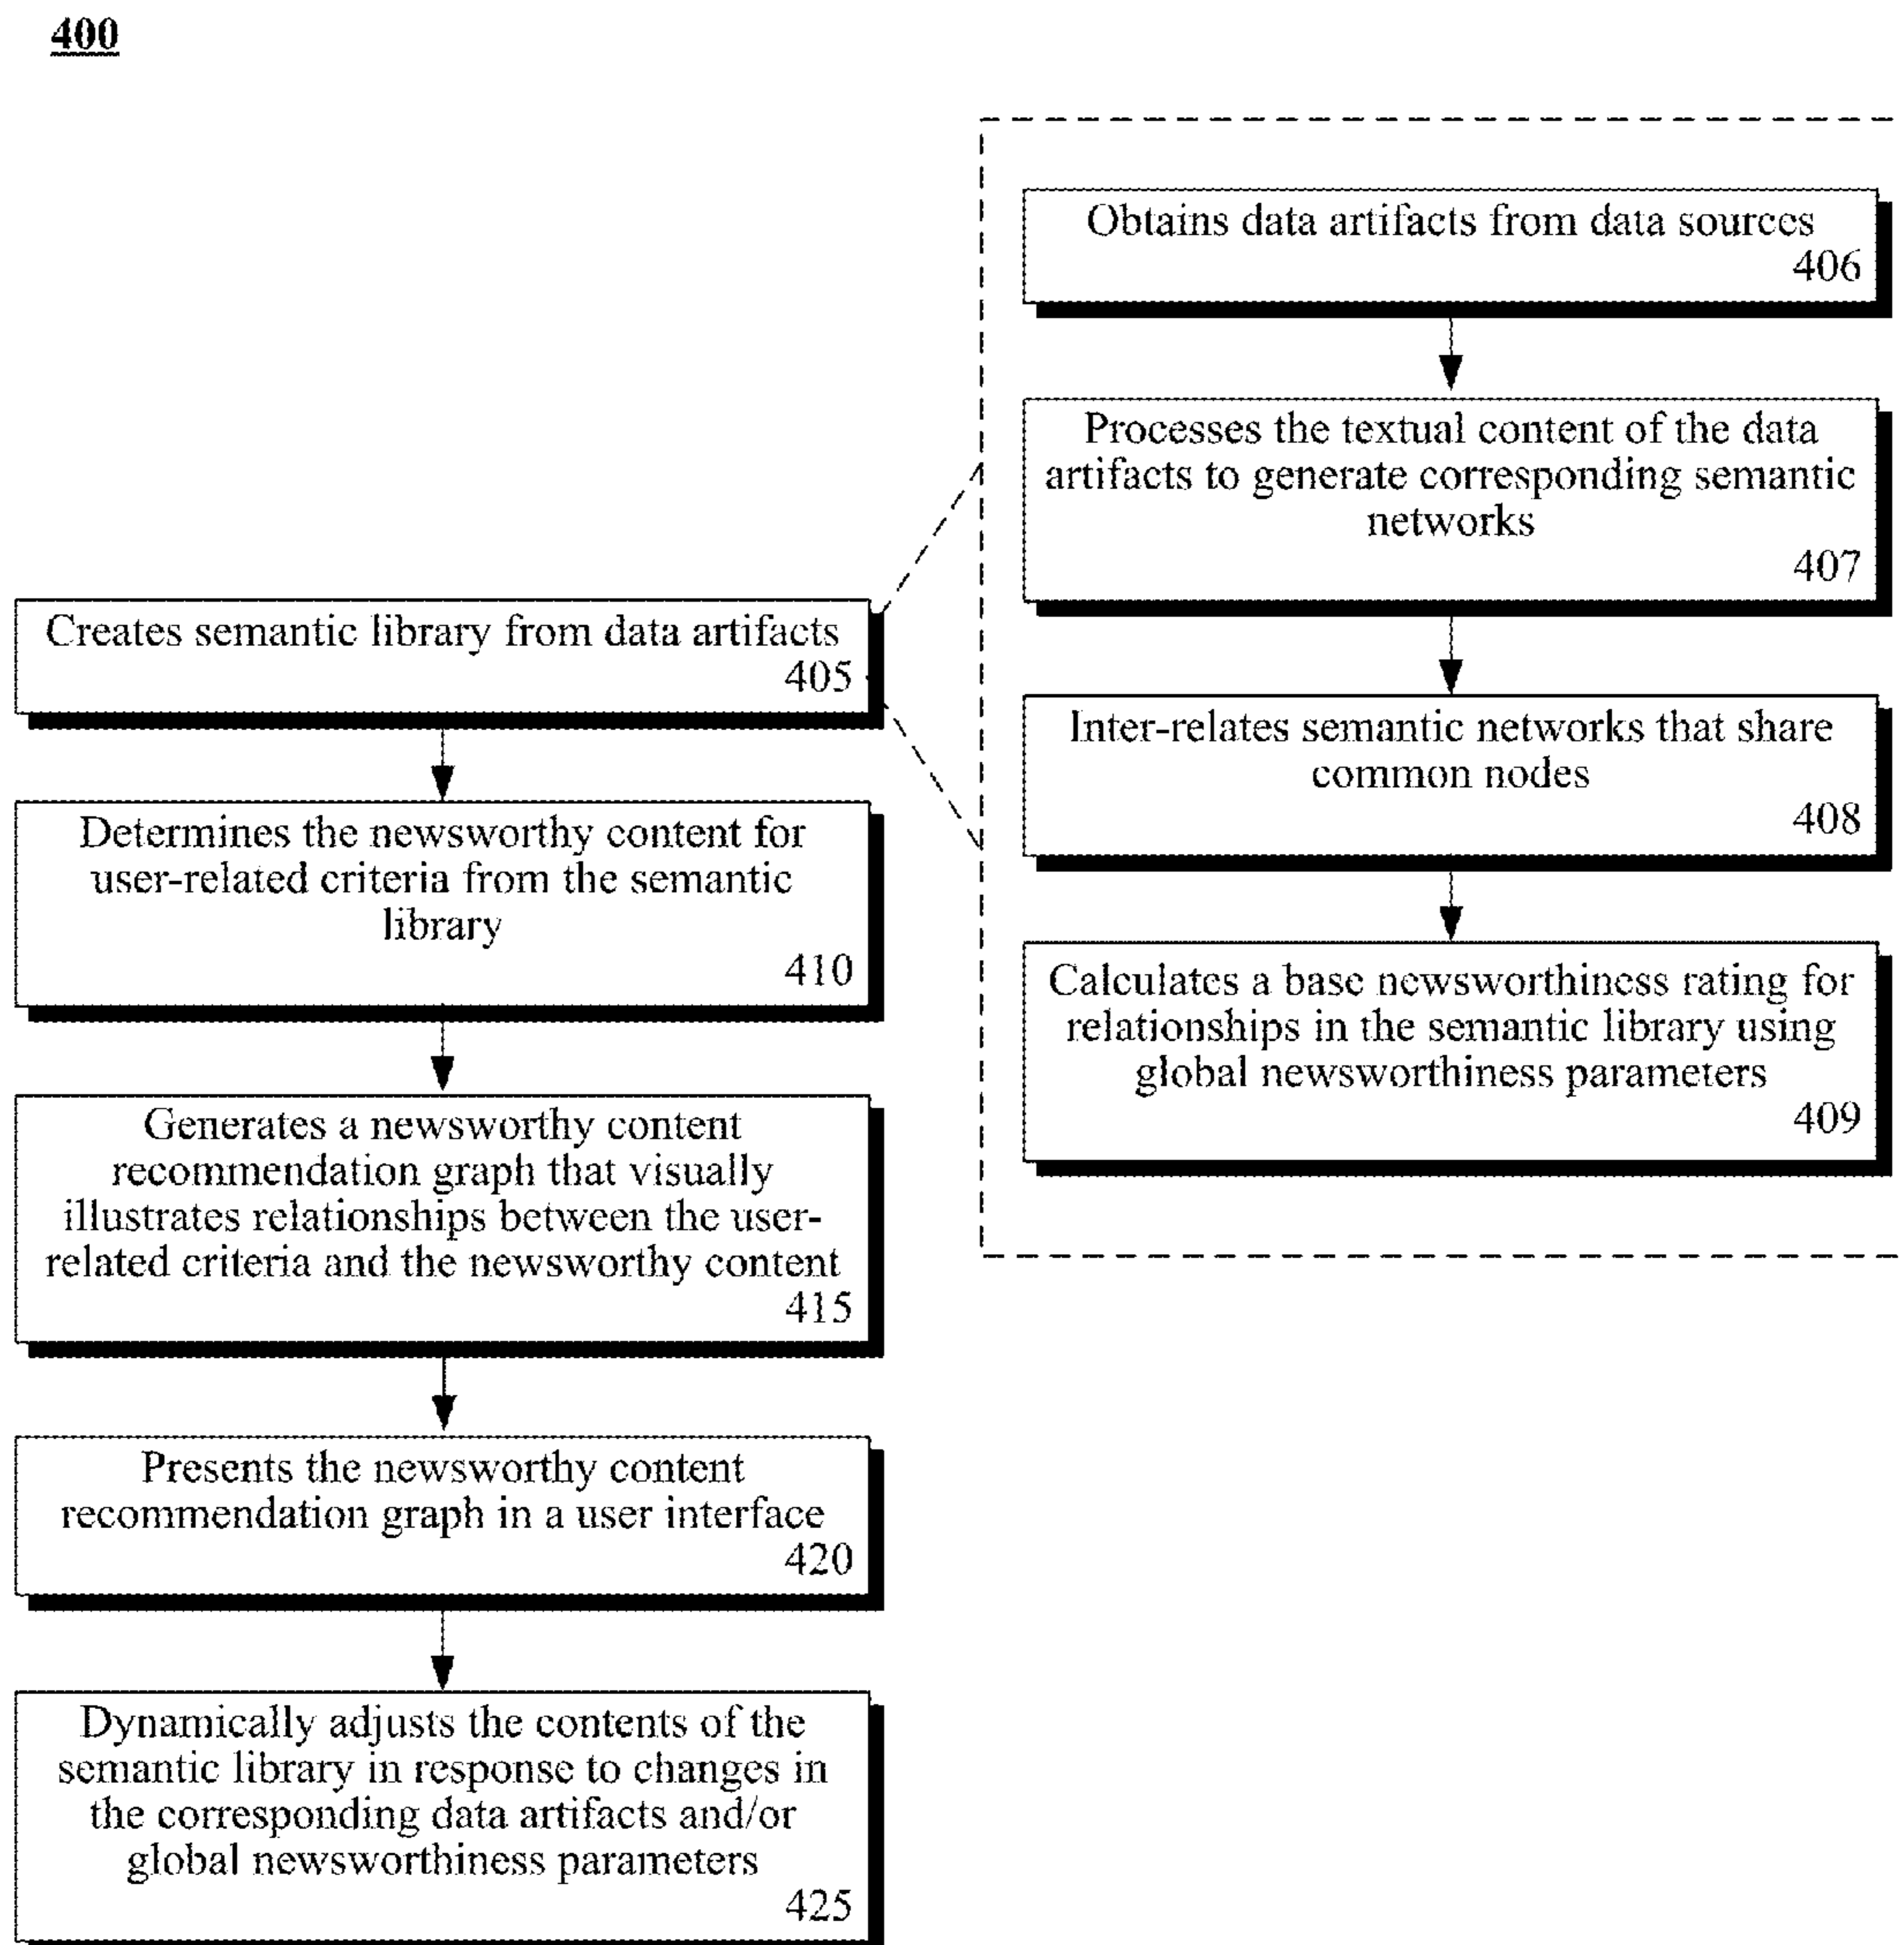 400
Obtains data artifacts from data sources
406
Processes the textual content of the data
artifacts to generate corresponding semantic
networks
407
Inter-relates semantic networks that share
common nodes
408
Calculates a base newsworthiness rating for
relationships in the semantic library using
global newsworthiness parameters
409
Creates semantic library from data artifacts
405
Determines the newsworthy content for
user-related criteria from the semantic
library
410
Generates a newsworthy content
recommendation graph that visually
illustrates relationships between the user-
related criteria and the newsworthy content
415
Presents the newsworthy content
recommendation graph in a user interface
420
Dynamically adjusts the contents of the
semantic library in response to changes in
the corresponding data artifacts and/or
global newsworthiness parameters
425